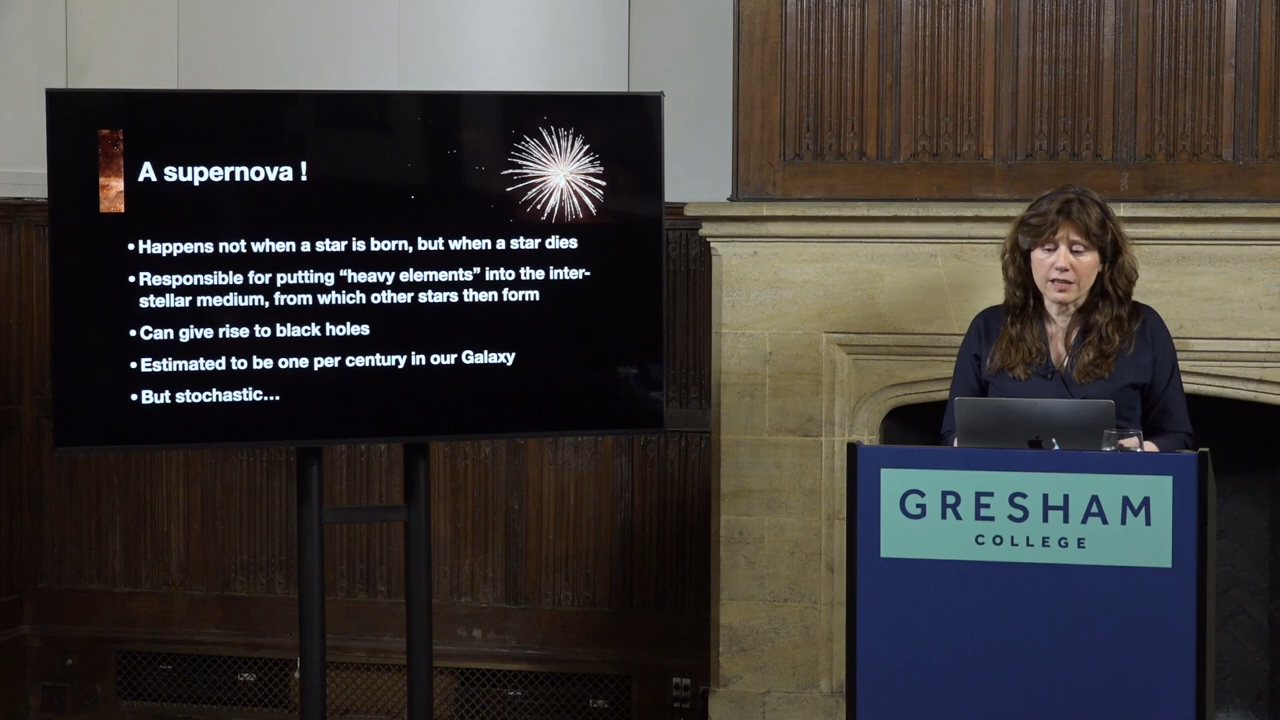 A supernova !
• Happens not when a star is born, but when a star dies
• Responsible for putting “heavy elements” into the inter-
stellar medium, from which other stars then form
• Can give rise to black holes
• Estimated to be one per century in our Galaxy
• But stochastic...
GRESHAM
COLLEGE